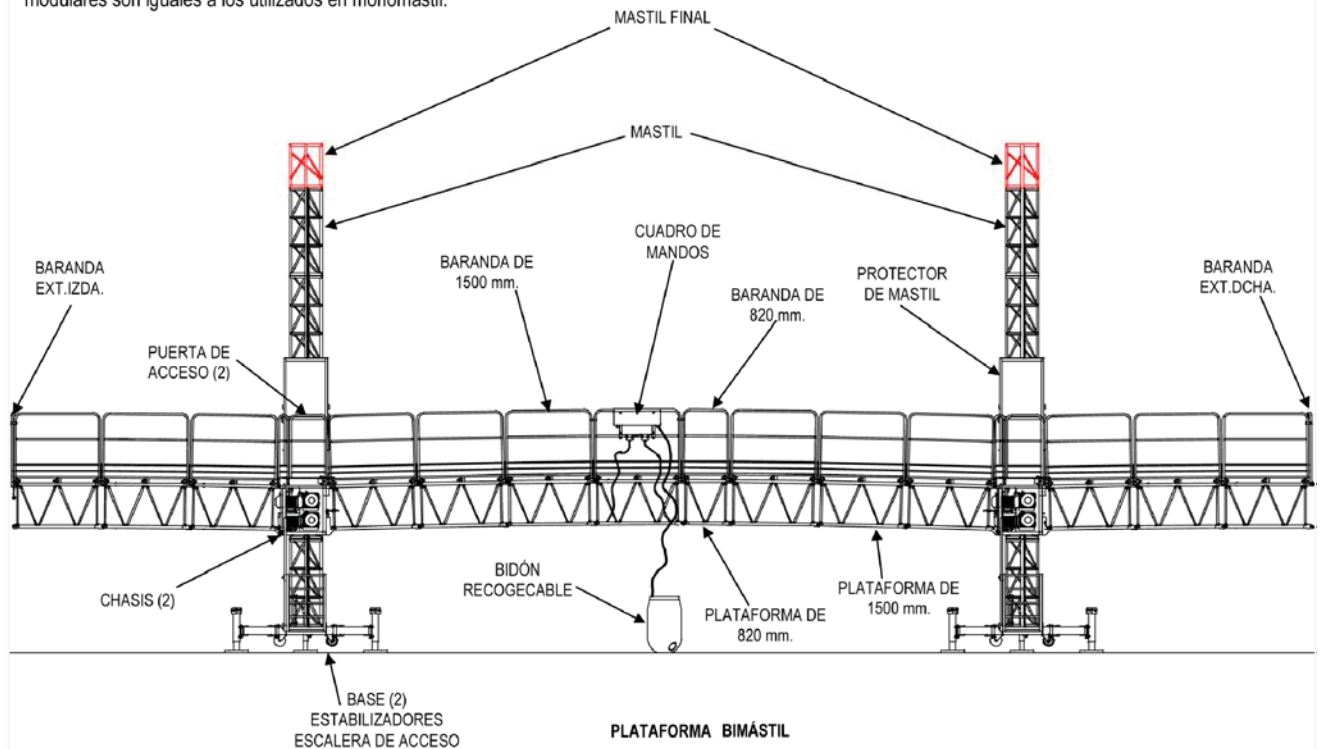 modulares son iguales a los utilizados en monomástil.
MASTIL FINAL
MASTIL
CUADRO DE
MANDOS
BARANDA
EXT.IZDA.
BARANDA DE
1500 mm.
BARANDA DE
820 mm.
PROTECTOR
DE MASTIL
BARANDA
EXT.DCHA.
PUERTA DE
ACCESO (2)
CHASIS (2)
BIDÓN
RECOGECABLE
PLATAFORMA DE
820 mm.
PLATAFORMA DE
1500 mm.
BASE (2)
ESTABILIZADORES
ESCALERA DE ACCESO
PLATAFORMA BIMÁSTIL